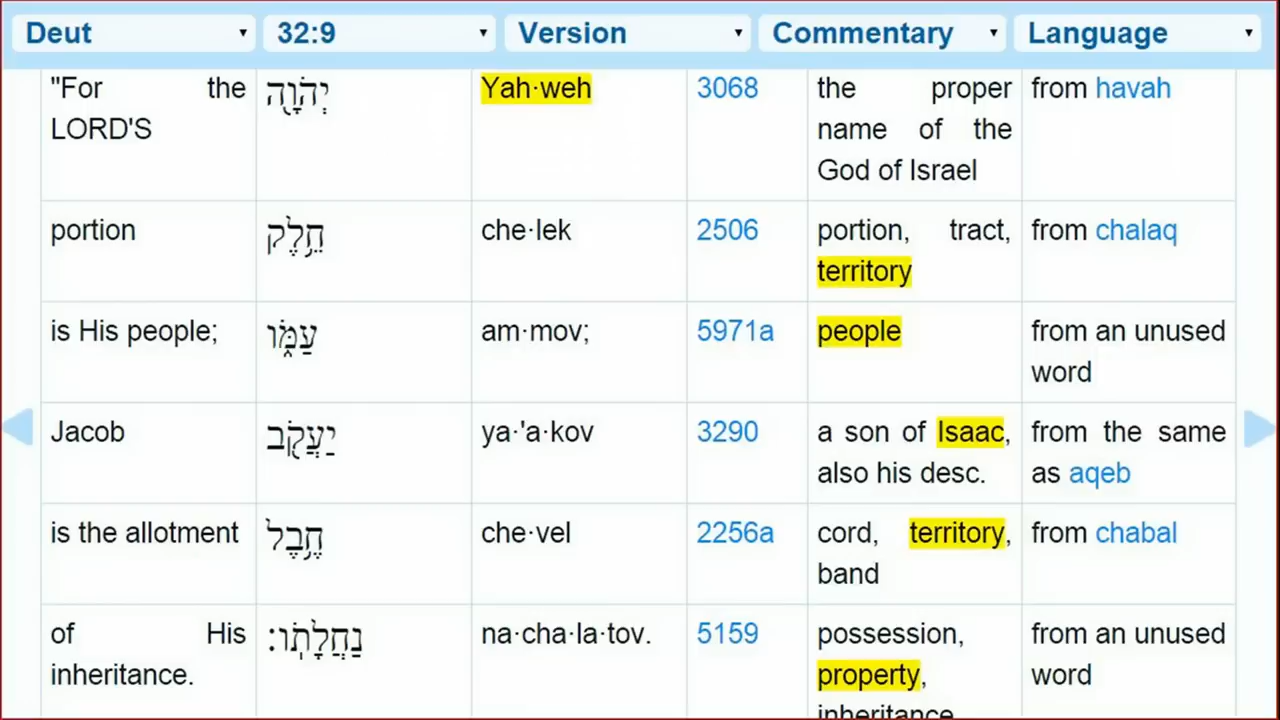 Deut 32:9 Version Commentary Language
"For the LORD'S יְהֹוָ֖ה Yah·weh 3068 the proper name of the God of Israel from havah
portion חֵ֥לֶק che·lek 2506 portion, tract, territory from chalaq
is His people; עַמּ֑וֹ am·mov; 5971a people from an unused word
Jacob יַעֲקֹ֖ב ya·'a·kov 3290 a son of Isaac, also his desc. from the same as aqeb
is the allotment חֶ֥בֶל che·vel 2256a cord, territory, band from chabal
of His inheritance. נַחֲלָתֽוֹ׃ na·cha·la·tov. 5159 possession, property, inheritance from an unused word